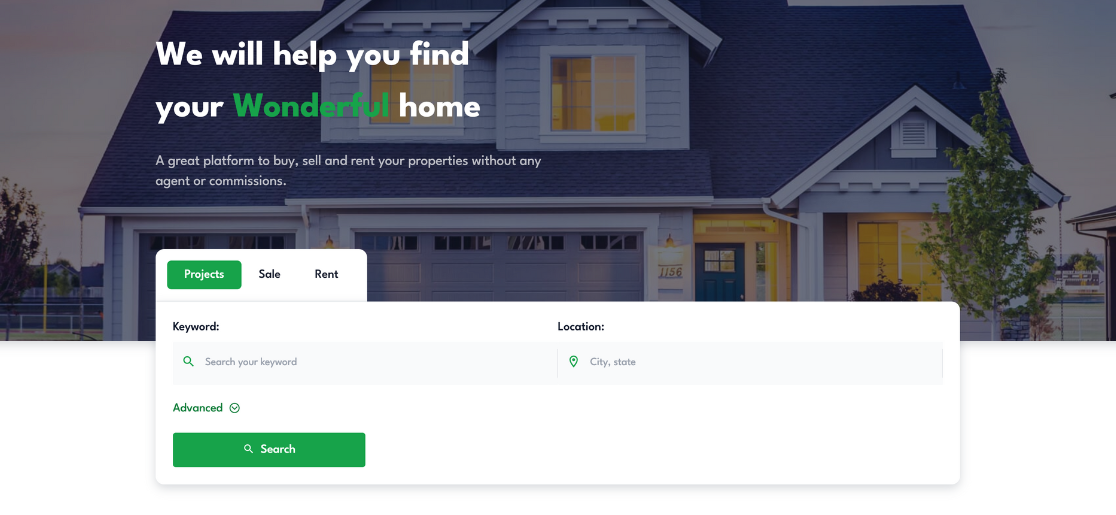 We will help you find
your Wonderful home
A great platform to buy, sell and rent your properties without any
agent or commissions.
1156
Projects Sale Rent
Keyword: Location:
Search your keyword City, state
Advanced
Search